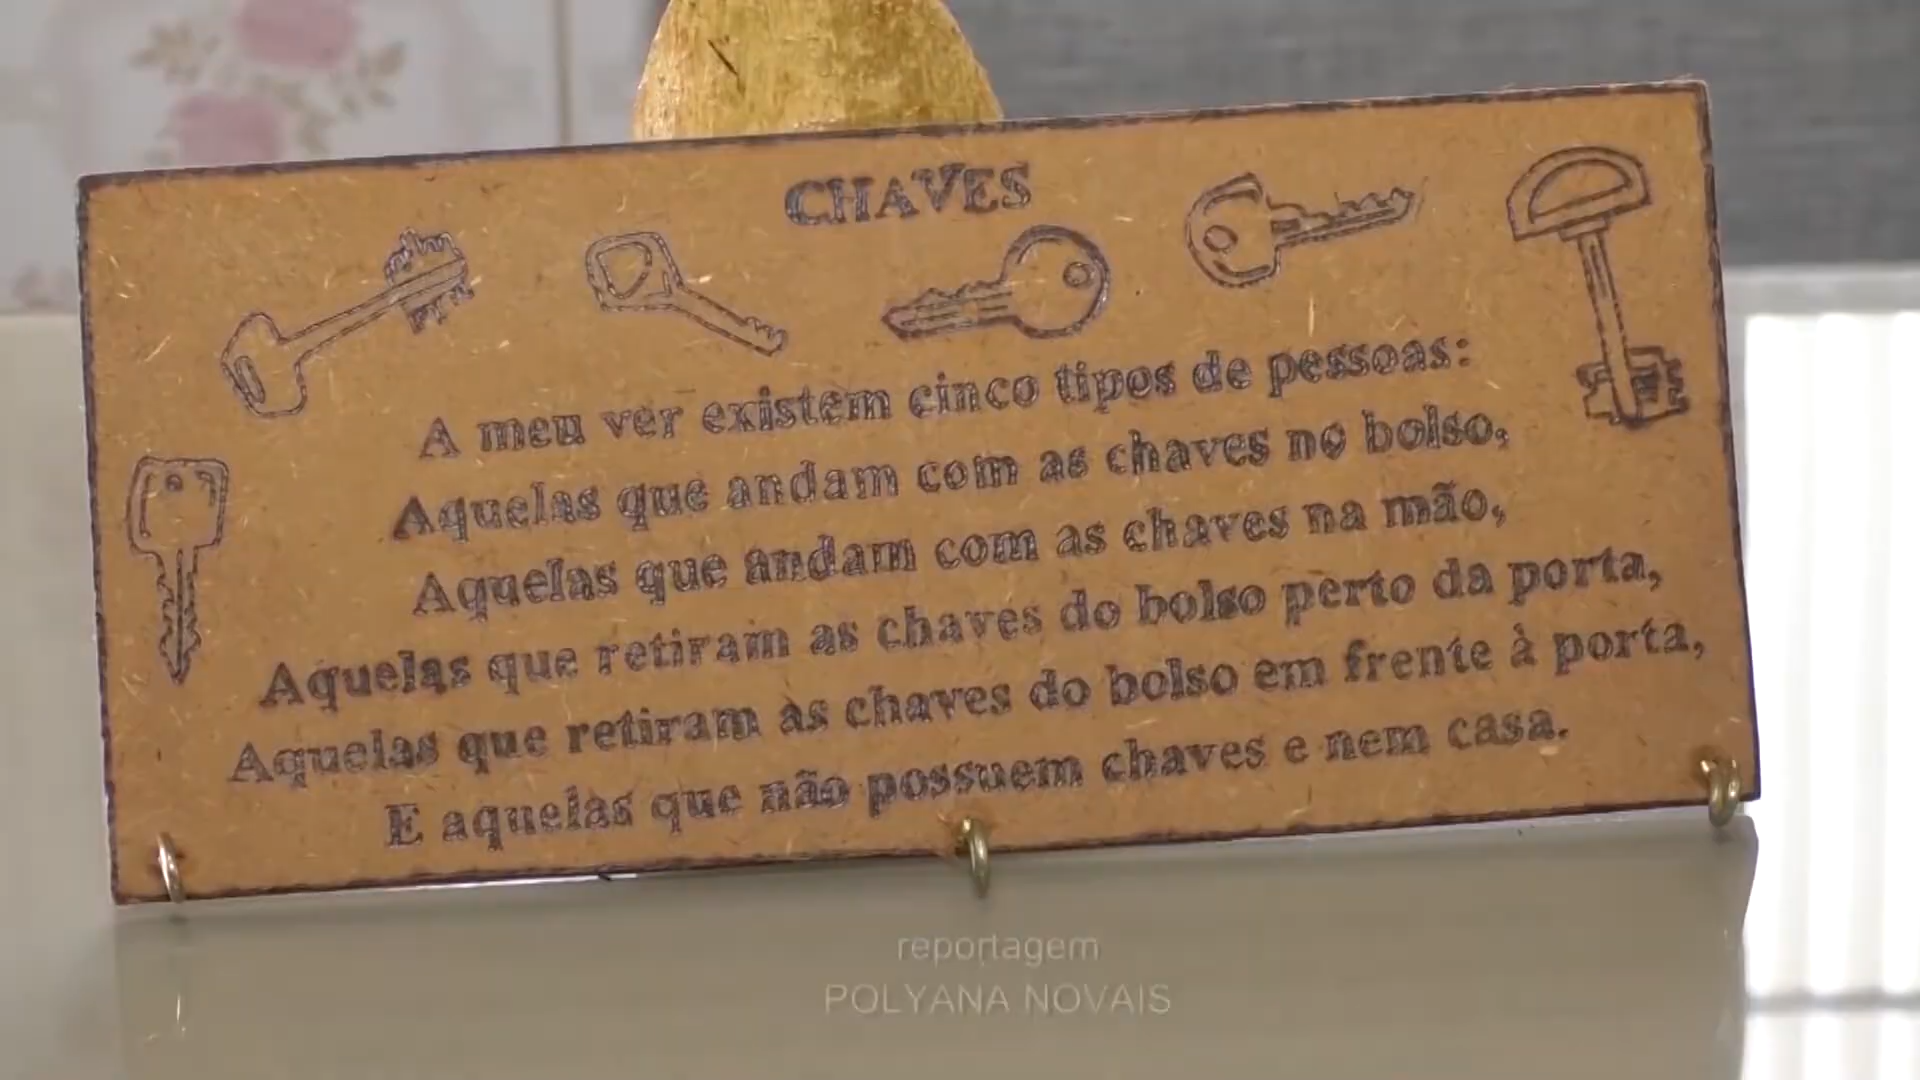 CHAVES
A meu ver existem cinco tipos de pessoas:
Aquelas que andam com as chaves no bolso,
Aquelas que andam com as chaves na mão,
Aquelas que retiram as chaves do bolso perto da porta,
Aquelas que retiram as chaves do bolso em frente à porta,
E aquelas que não possuem chaves e nem casa.
reportagem
POLYANA NOVAIS